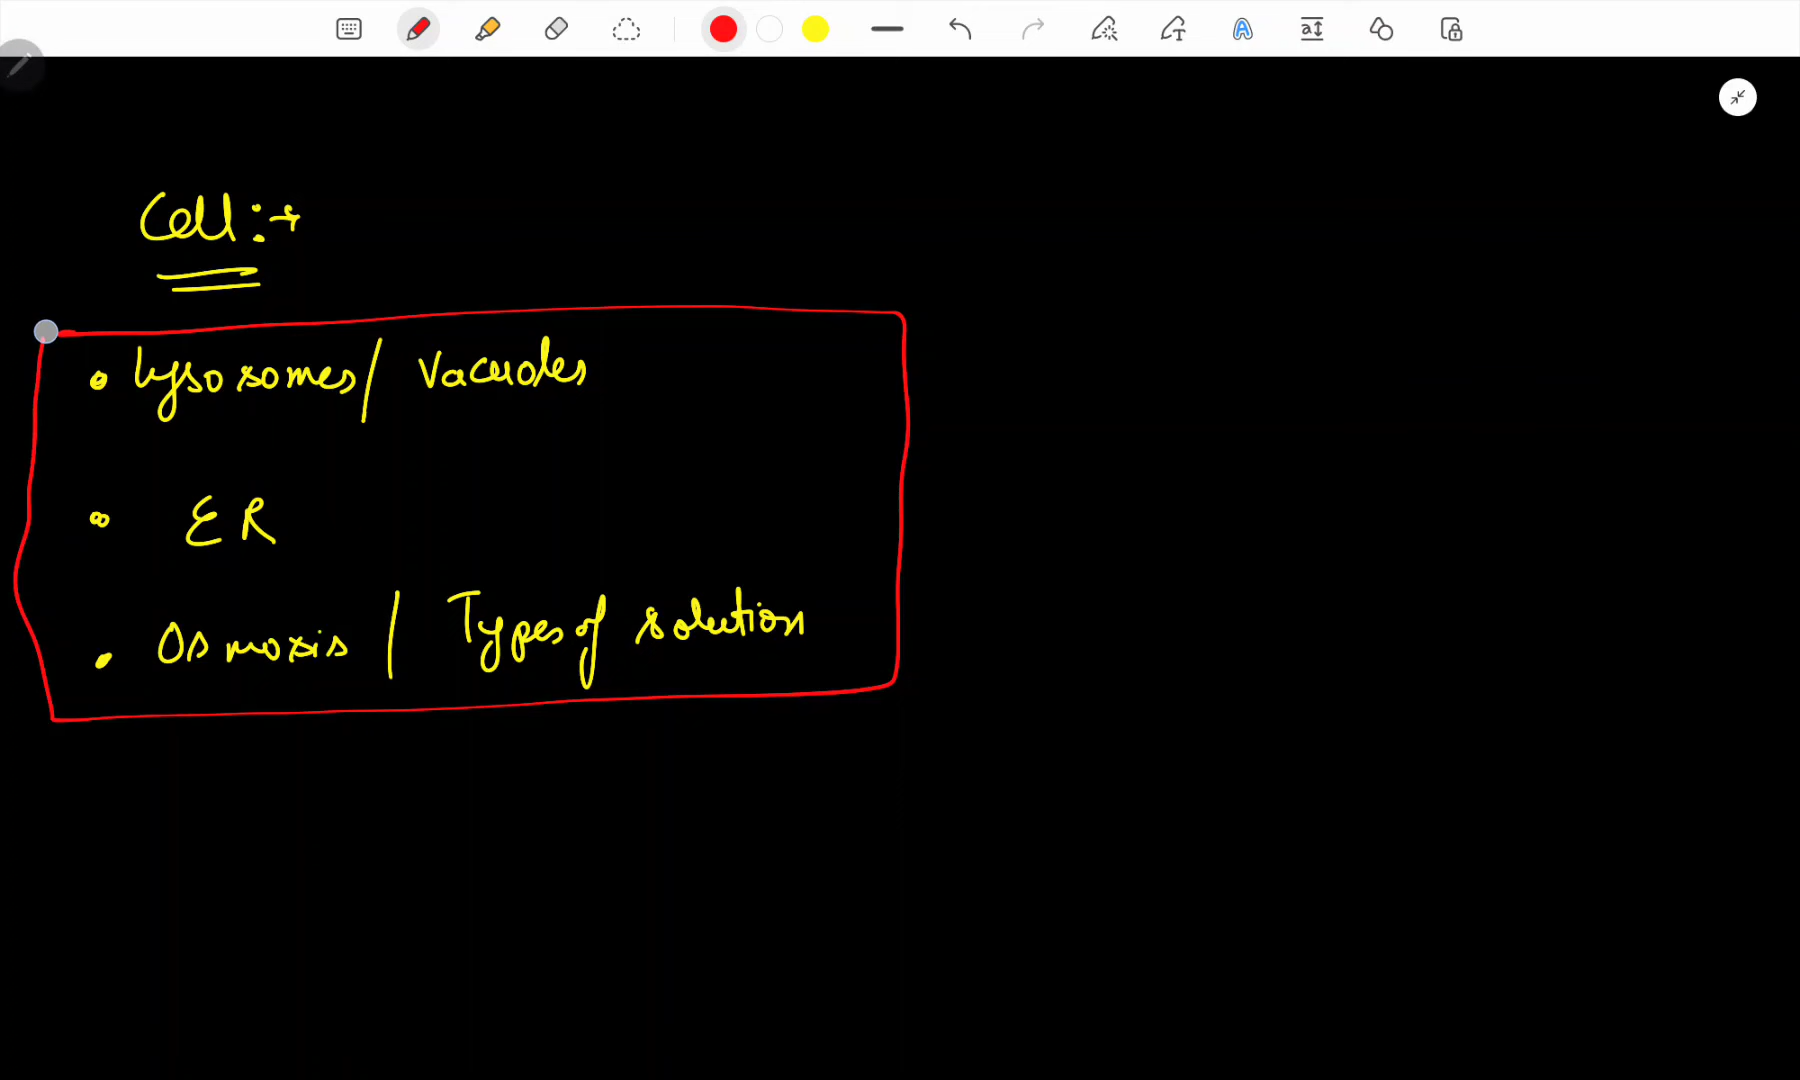 Cell:→
• Lysosomes/ Vacuoles
• ER
• Osmosis / Types of solution